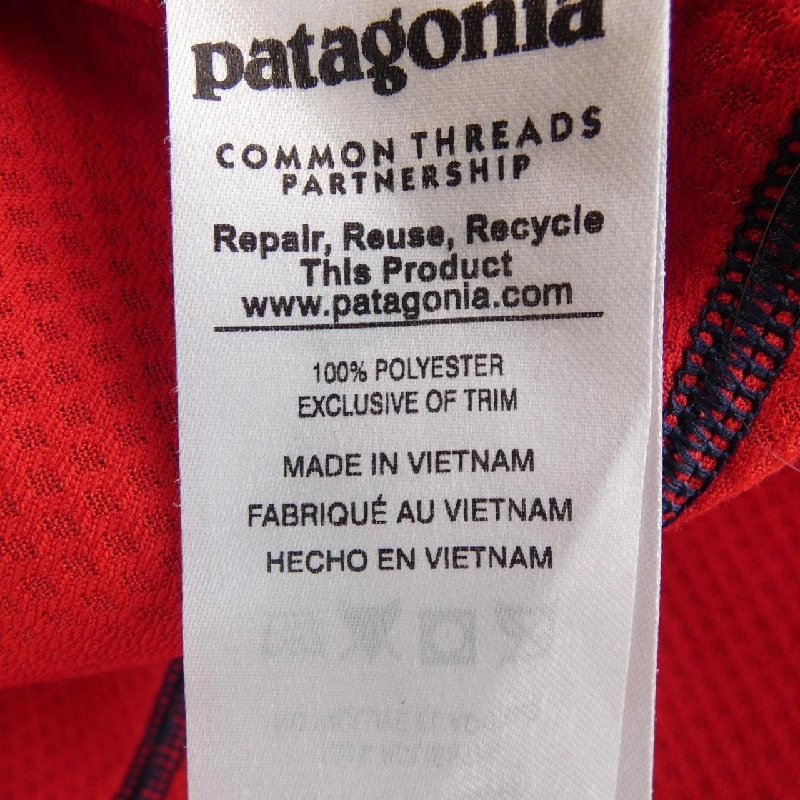 patagonia
COMMON THREADS
PARTNERSHIP
Repair, Reuse, Recycle
This Product
www.patagonia.com
100% POLYESTER
EXCLUSIVE OF TRIM
MADE IN VIETNAM
FABRIQUÉ AU VIETNAM
HECHO EN VIETNAM